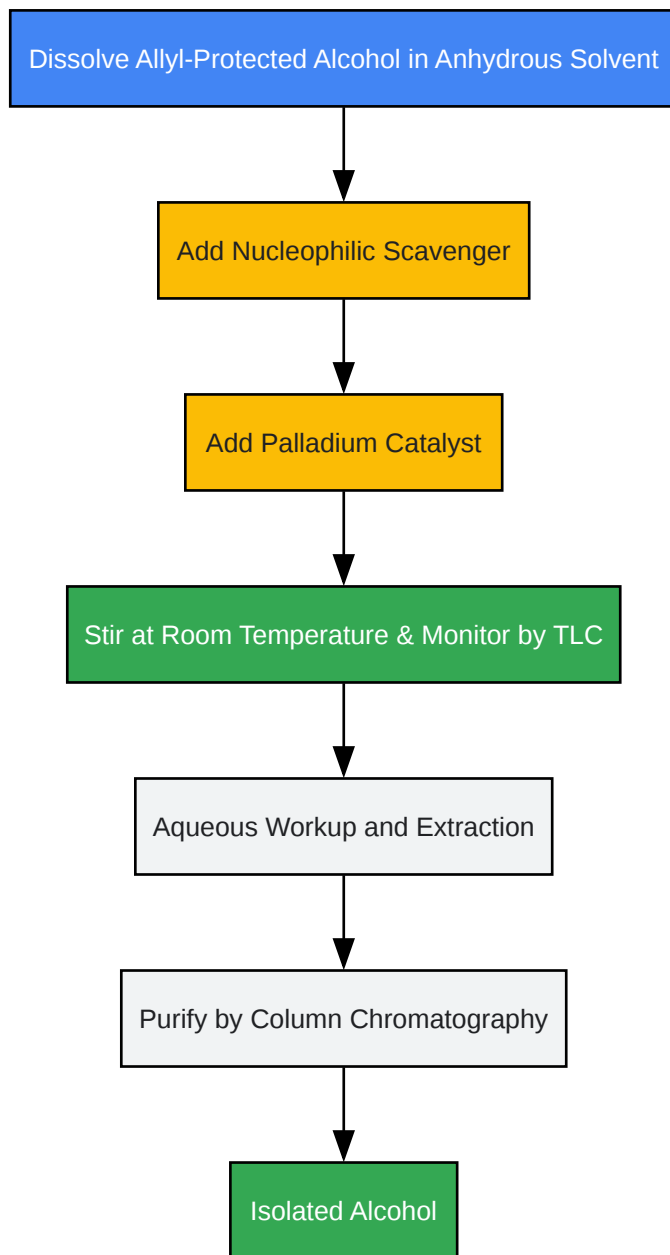 Dissolve Allyl-Protected Alcohol in Anhydrous Solvent
Add Nucleophilic Scavenger
Add Palladium Catalyst
Stir at Room Temperature & Monitor by TLC
Aqueous Workup and Extraction
Purify by Column Chromatography
Isolated Alcohol